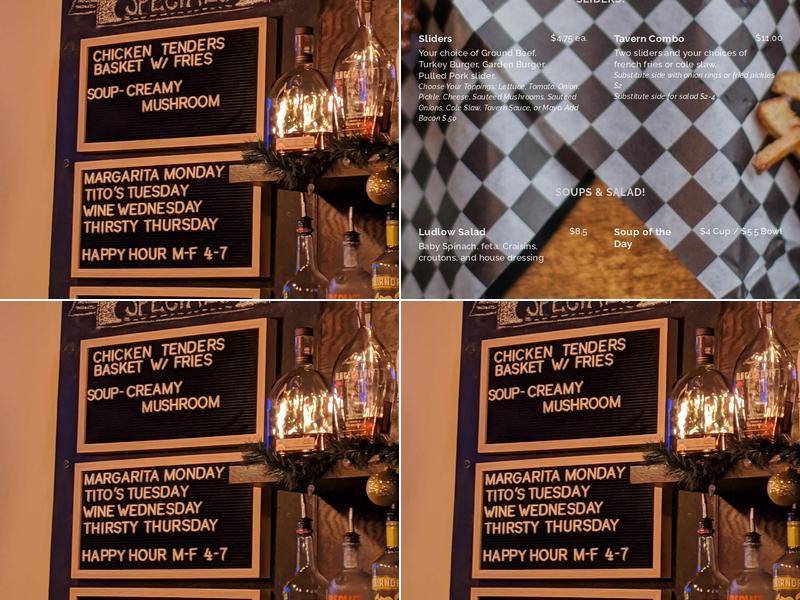 SPECIALS
CHICKEN TENDERS
BASKET W/ FRIES
SOUP- CREAMY
MUSHROOM
MARGARITA MONDAY
TITO'S TUESDAY
WINE WEDNESDAY
THIRSTY THURSDAY
HAPPY HOUR M-F 4-7
SLIDERS!
Sliders $4.75 ea.
Your choice of Ground Beef,
Turkey Burger, Garden Burger,
Pulled Pork slider.
Choose Your Toppings: Lettuce, Tomato, Onion,
Pickle, Cheese, Sauteed Mushrooms, Sauteed
Onions, Cole Slaw, Tavern Sauce, or Mayo. Add
Bacon $.50
Tavern Combo $11.00
Two sliders and your choices of
french fries or cole slaw.
Substitute side with onion rings or fried pickles
$2
Substitute side for salad $2-4
SOUPS & SALAD!
Ludlow Salad $8.5
Baby Spinach, feta, Craisins,
croutons, and house dressing
Soup of the
Day
$4 Cup / $5.5 Bowl
SPECIALS
CHICKEN TENDERS
BASKET W/ FRIES
SOUP- CREAMY
MUSHROOM
MARGARITA MONDAY
TITO'S TUESDAY
WINE WEDNESDAY
THIRSTY THURSDAY
HAPPY HOUR M-F 4-7
SPECIALS
CHICKEN TENDERS
BASKET W/ FRIES
SOUP- CREAMY
MUSHROOM
MARGARITA MONDAY
TITO'S TUESDAY
WINE WEDNESDAY
THIRSTY THURSDAY
HAPPY HOUR M-F 4-7